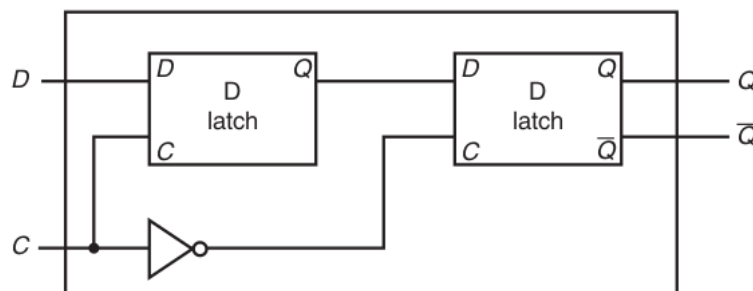 D D Q D Q Q
D
latch
D
latch
C C Q̅ Q̅
C